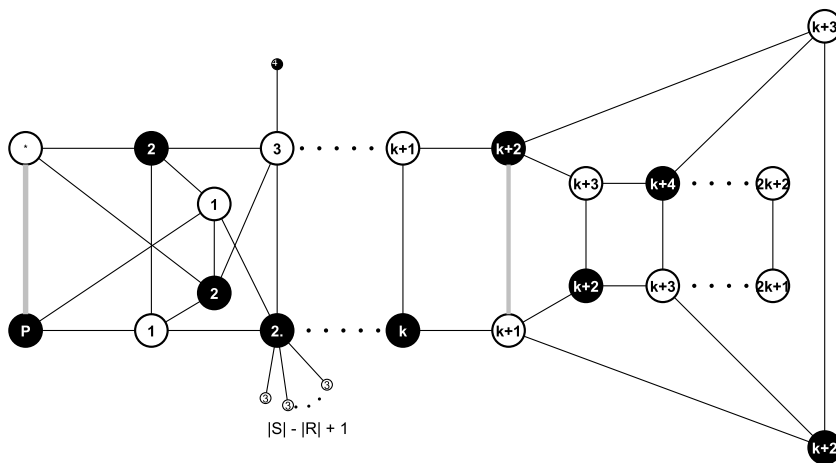 k+3
4
* 2 3 k+1 k+2
k+3 k+4 2k+2
1
2 k+2 k+3 2k+1
P 1 2. k k+1
3 3 3
|S| - |R| + 1
k+2